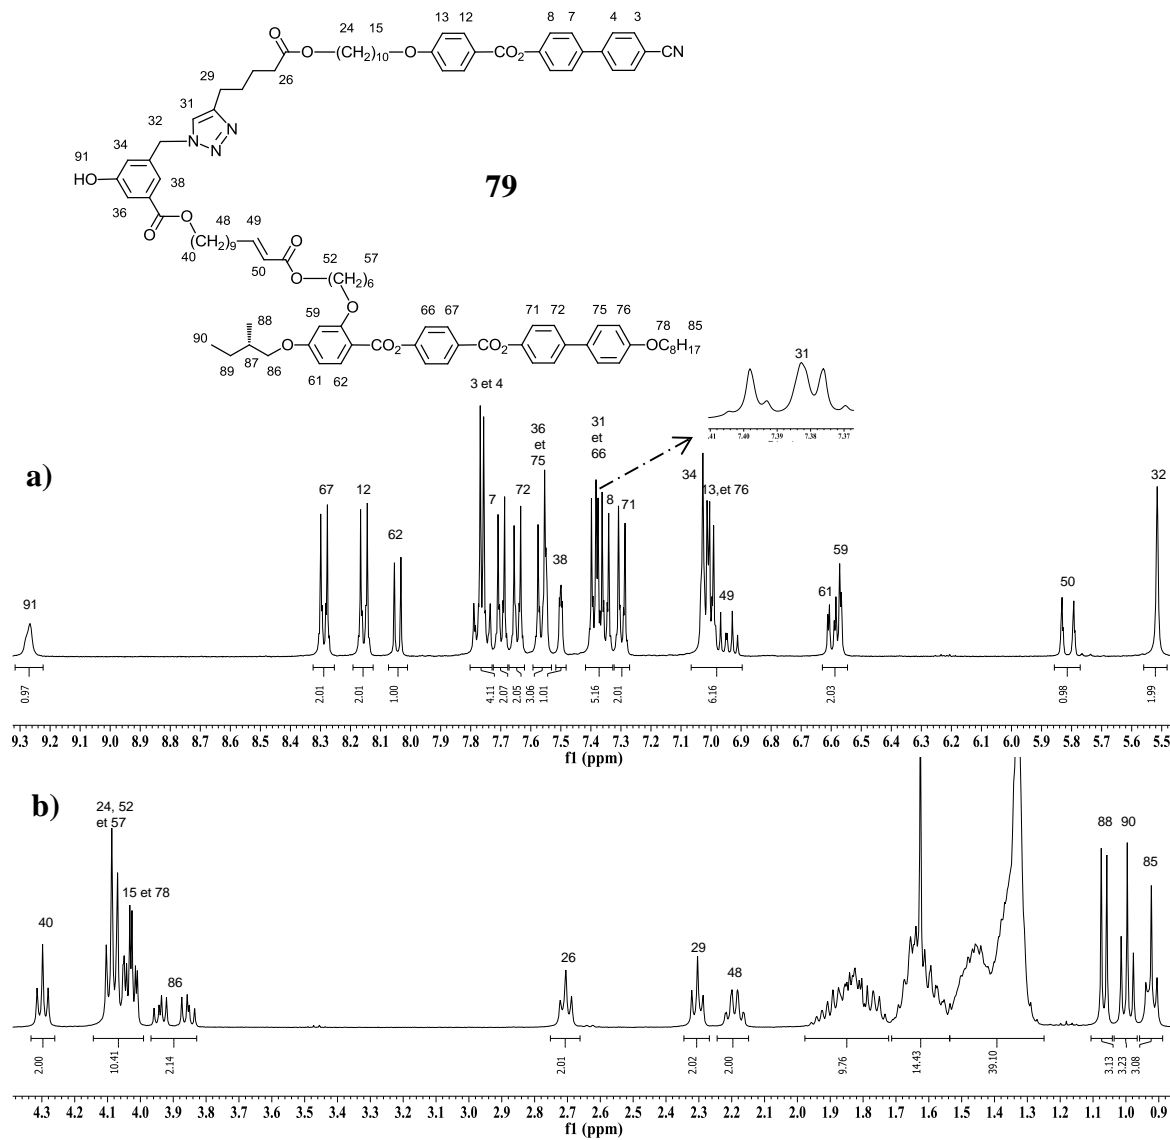 24 15 13 12 8 7 4 3
O O (CH2)10 O CO2 CN
O
29 26
31
32 N N N
34
91
HO 38
36
O O
48 49
40 (CH2)9 O
50 O 52 (CH2)6 57
88 59 O 66 67 71 72 75 76 78 85
90 O CO2 CO2 OC8H17
89 87 86 61 62
79
a)
91 67 12 62 3 et 4 7 72 36 et 75 38 31 et 66 8 71 34 13,et 76 49 61 59 50 32
31
7.41 7.40 7.39 7.38 7.37
0.97 2.01 2.01 1.00 4.11 2.07 2.05 3.06 1.01 5.16 2.01 6.16 2.03 0.98 1.99
9.3 9.2 9.1 9.0 8.9 8.8 8.7 8.6 8.5 8.4 8.3 8.2 8.1 8.0 7.9 7.8 7.7 7.6 7.5 7.4 7.3 7.2 7.1 7.0 6.9 6.8 6.7 6.6 6.5 6.4 6.3 6.2 6.1 6.0 5.9 5.8 5.7 5.6 5.5
f1 (ppm)
b)
40 24, 52 et 57 15 et 78 86 26 29 48 88 90 85
2.00 10.41 2.14 2.01 2.02 2.00 9.76 14.43 39.10 3.13 3.23 3.08
4.3 4.2 4.1 4.0 3.9 3.8 3.7 3.6 3.5 3.4 3.3 3.2 3.1 3.0 2.9 2.8 2.7 2.6 2.5 2.4 2.3 2.2 2.1 2.0 1.9 1.8 1.7 1.6 1.5 1.4 1.3 1.2 1.1 1.0 0.9
f1 (ppm)